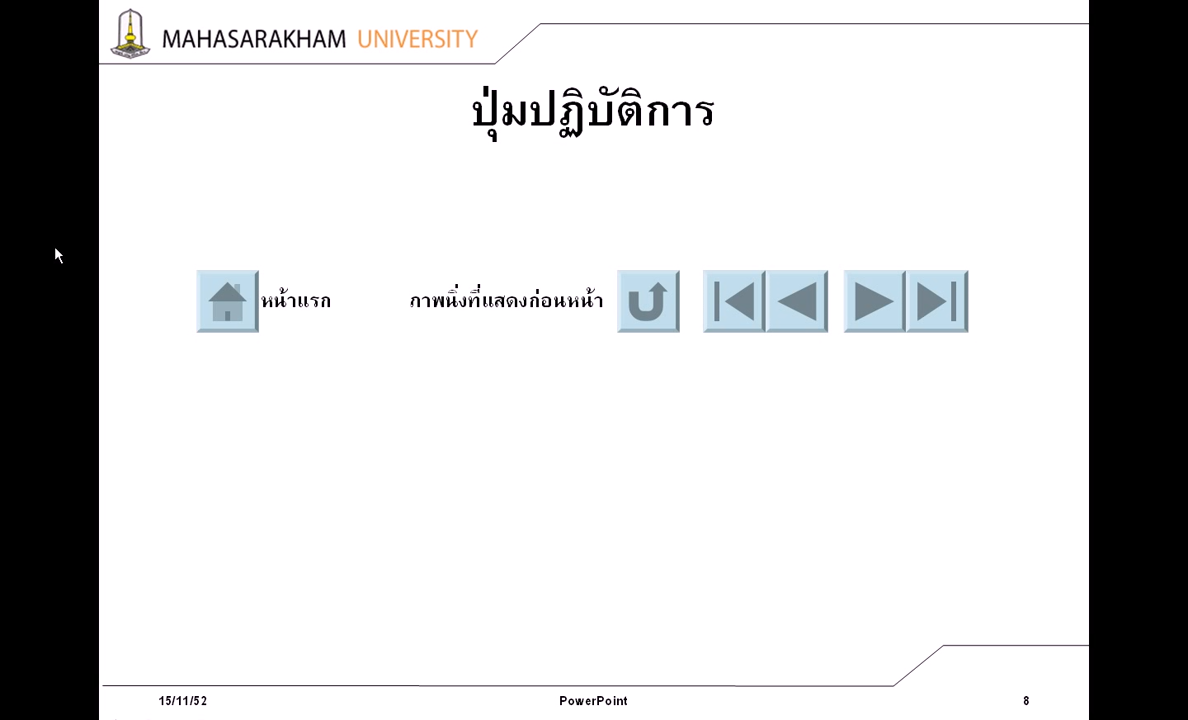 MAHASARAKHAM UNIVERSITY
ปุ่มปฏิบัติการ
หน้าแรก
ภาพนิ่งที่แสดงก่อนหน้า
15/11/52
PowerPoint
8